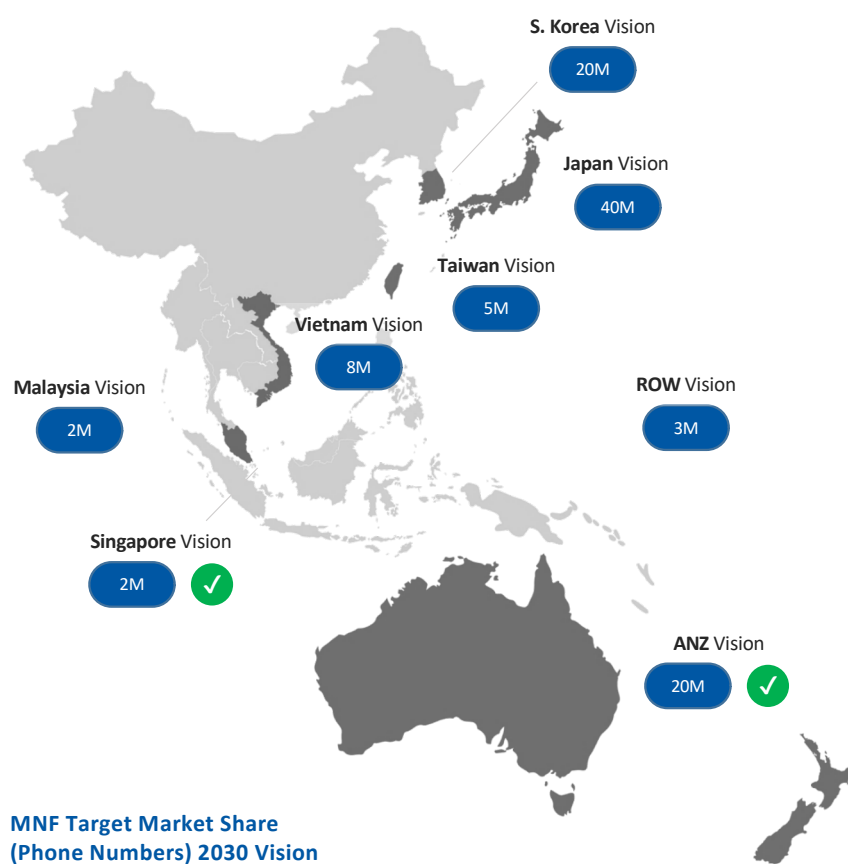 S. Korea Vision
20M
Japan Vision
40M
Taiwan Vision
5M
Vietnam Vision
8M
Malaysia Vision
2M
ROW Vision
3M
Singapore Vision
2M
ANZ Vision
20M
MNF Target Market Share
(Phone Numbers) 2030 Vision